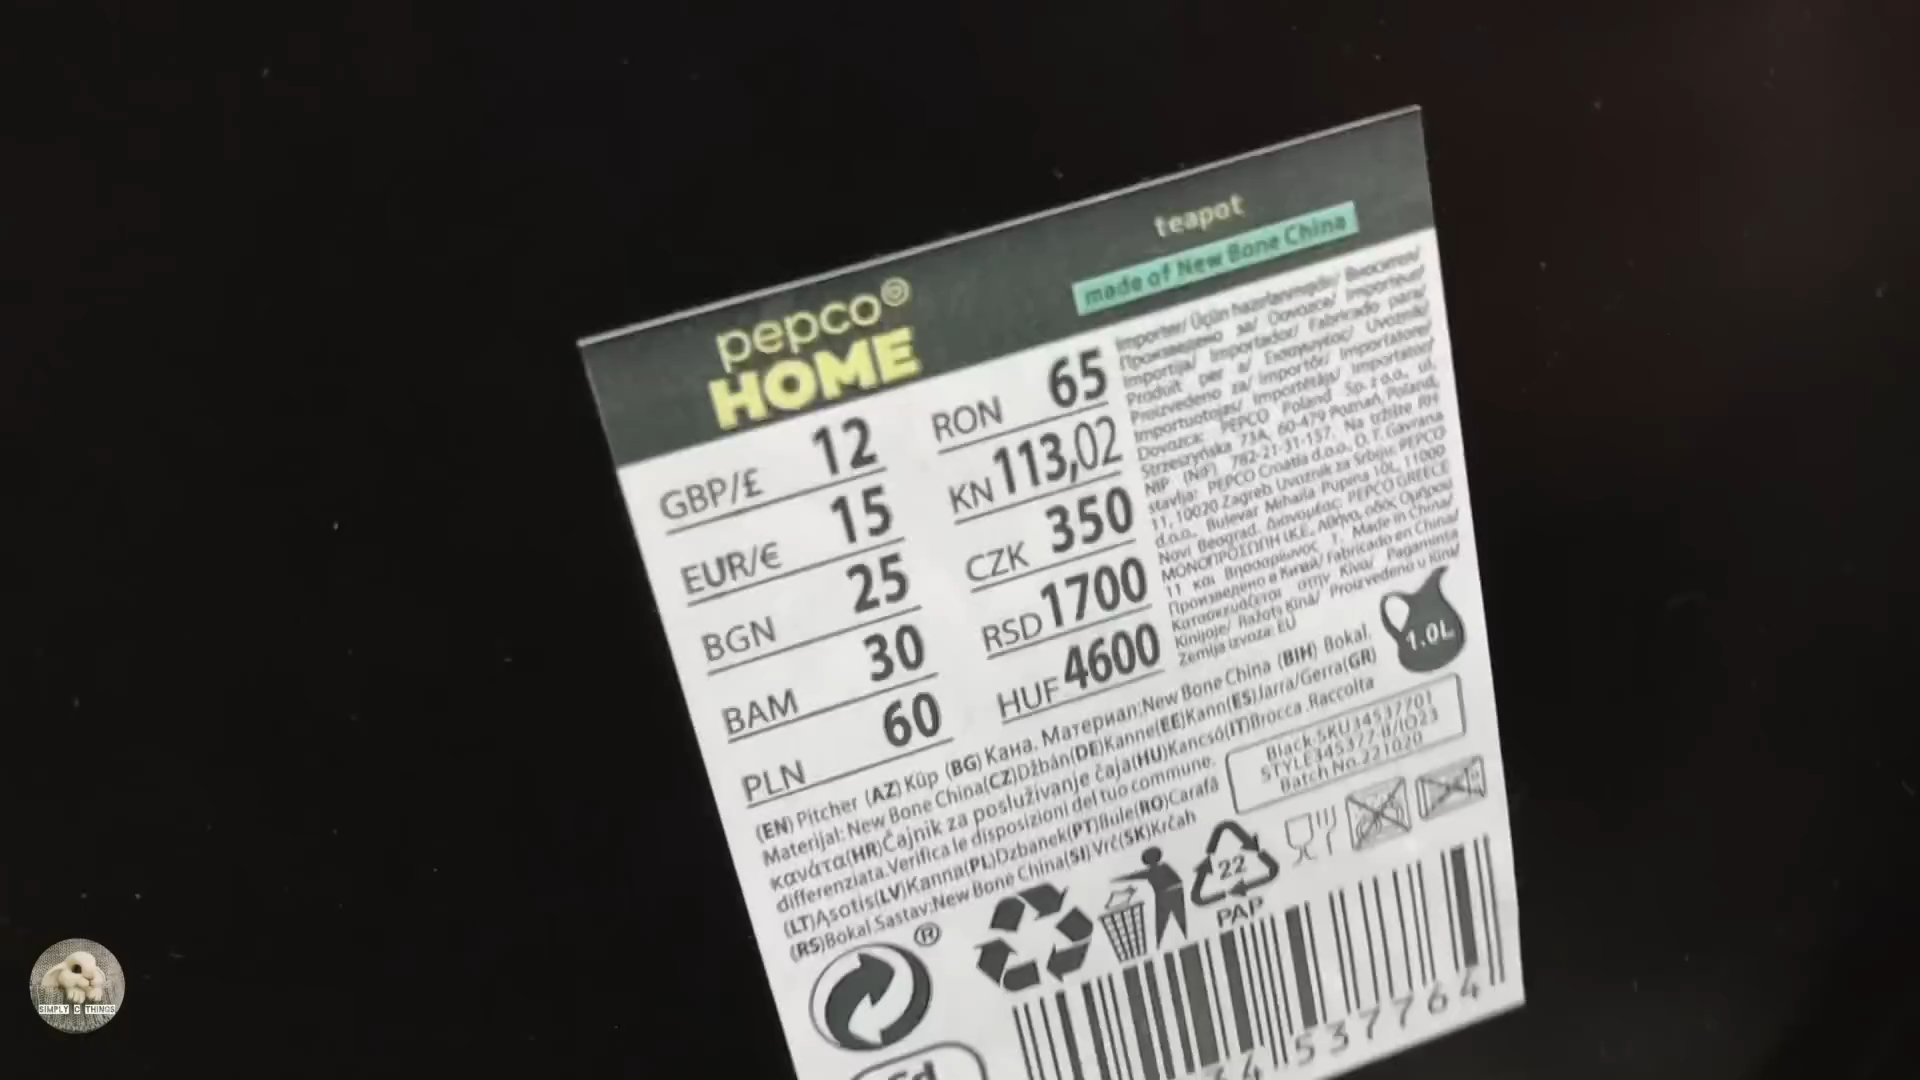 teapot
made of New Bone China
pepco®
HOME
GBP/£ 12
EUR/€ 15
BGN 25
BAM 30
PLN 60
RON 65
KN 113,02
CZK 350
RSD 1700
HUF 4600
Importer/ Üçün hazırlanmışdır/ Вносител/
Произведено за/ Dovozce/ Importeur/
Importija/ Importador/ Fabricado para/
Produit per a/ Εισαγωγέας/ Uvoznik/
Proizvedeno za/ Importőr/ Importatore/
Importuotojas/ Importētājs/ Importator/
Dovozca: PEPCO Poland Sp. z o.o., ul.
Strzeszyńska 73A, 60-479 Poznań, Poland,
NIP (NIF) 782-21-31-157. Na tržište RH
stavlja: PEPCO Croatia d.o.o., D. T. Gavrana
11, 10020 Zagreb. Uvoznik za Srbiju: PEPCO
d.o.o., Bulevar Mihaila Pupina 10L, 11000
Novi Beograd. Διανομέας: PEPCO GREECE
ΜΟΝΟΠΡΟΣΩΠΗ ΙΚΕ, Αθήνα, οδός Ομήρου
11 και Βησσαρίωνος 1. Made in China/
Произведено в Китай/ Fabricado en China/
Κατασκευάζεται στην Κίνα/ Pagaminta
Kinijoje/ Ražots Ķīnā/ Proizvedeno u Kini/
Zemlja izvoza: EU
1.0L
(EN) Pitcher (AZ) Küp (BG) Кана. Материал:New Bone China (BIH) Bokal.
Materijal: New Bone China(CZ)Džbán(DE)Kanne(EE)Kann(ES)Jarra/Gerra(GR)
κανάτα(HR)Čajnik za posluživanje čaja(HU)Kancsó(IT)Brocca .Raccolta
differenziata.Verifica le disposizioni del tuo commune.
(LT)Ąsotis(LV)Kanna(PL)Dzbanek(PT)Bule(RO)Carafă
(RS)Bokal.Sastav:New Bone China(SI) Vrč(SK)Krčah
Black SKU34537701
STYLE345377-B/IO23
Batch No.221020
22
PAP
®
537764
SIMPLY C THINGS